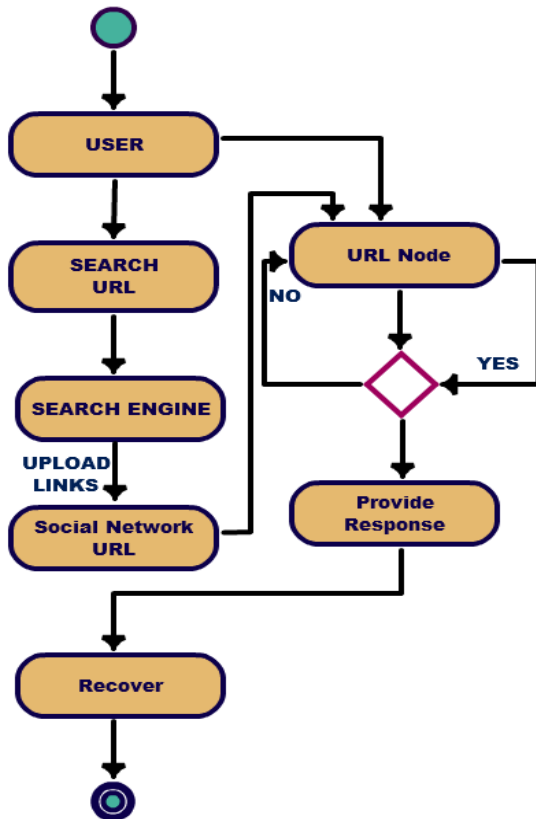 USER
SEARCH
URL
SEARCH ENGINE
UPLOAD
LINKS
Social Network
URL
URL Node
NO
YES
Provide
Response
Recover